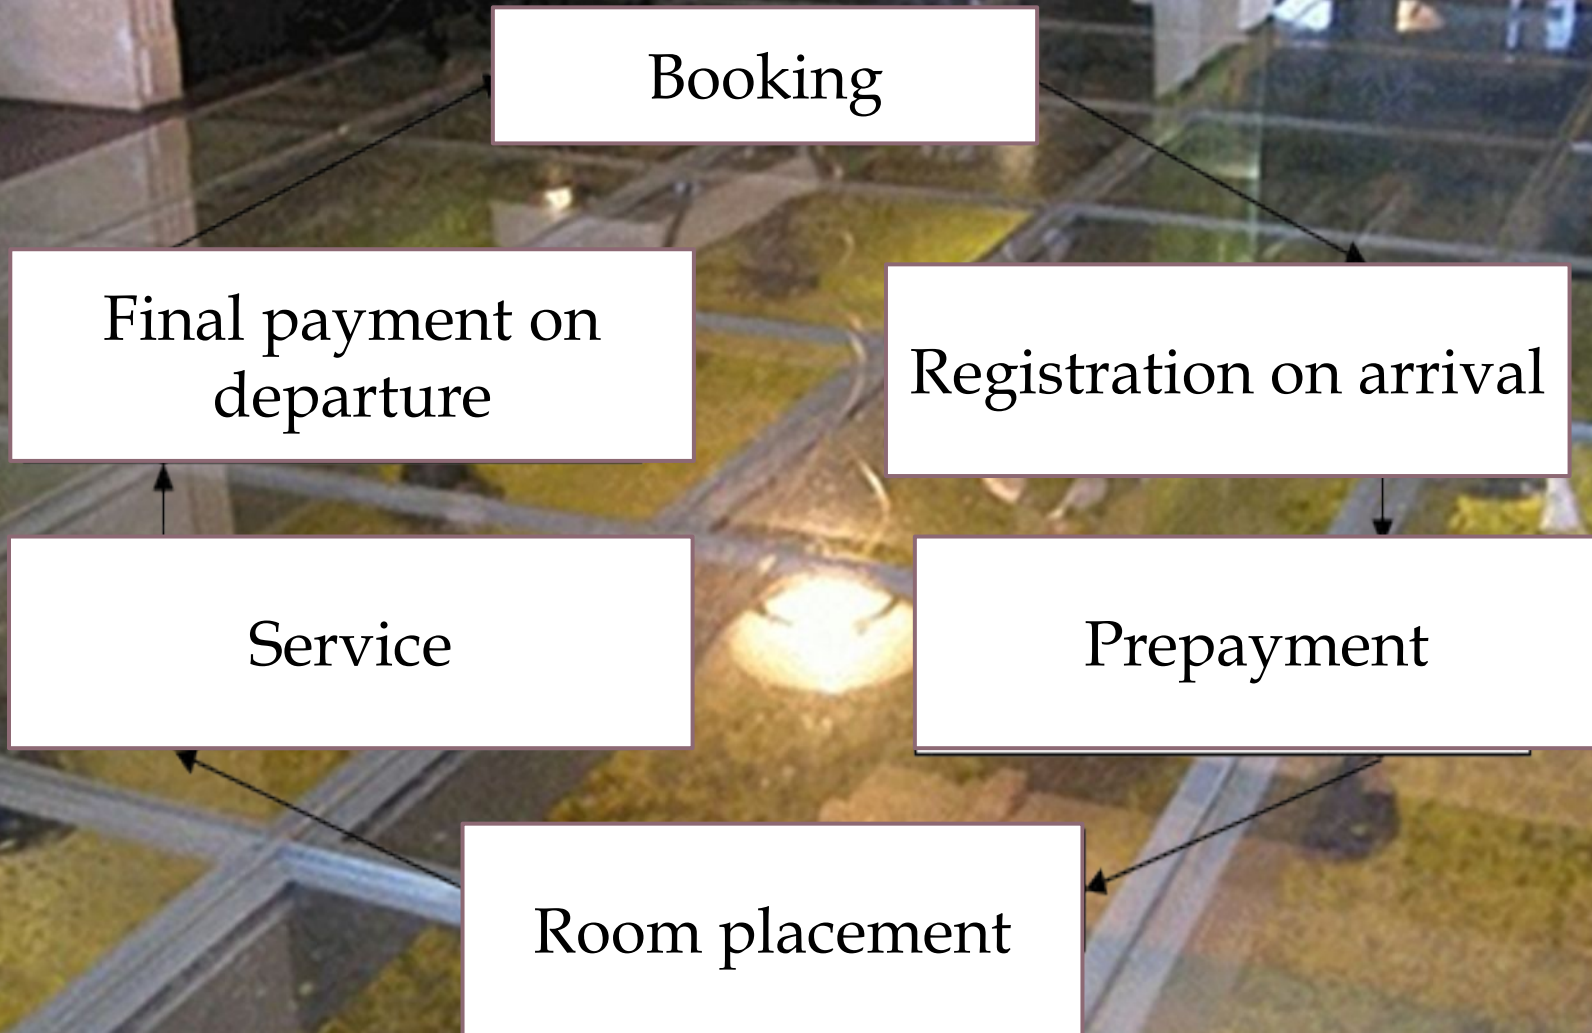 Booking
Final payment on
departure
Registration on arrival
Service
Prepayment
Room placement